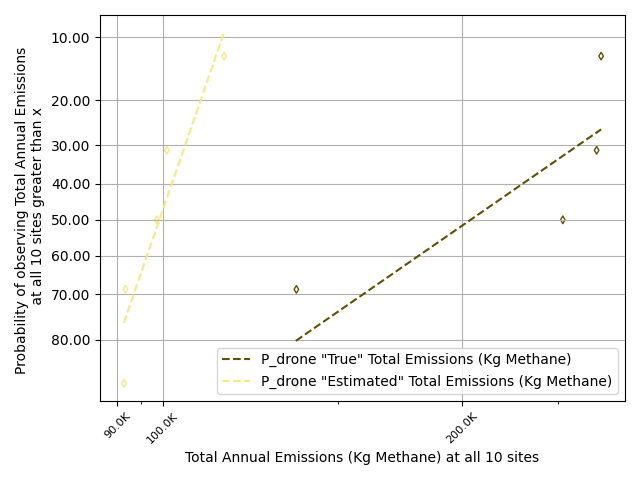 Probability of observing Total Annual Emissions
at all 10 sites greater than x
10.00
20.00
30.00
40.00
50.00
60.00
70.00
80.00
P_drone "True" Total Emissions (Kg Methane)
P_drone "Estimated" Total Emissions (Kg Methane)
90.0K
100.0K
200.0K
Total Annual Emissions (Kg Methane) at all 10 sites